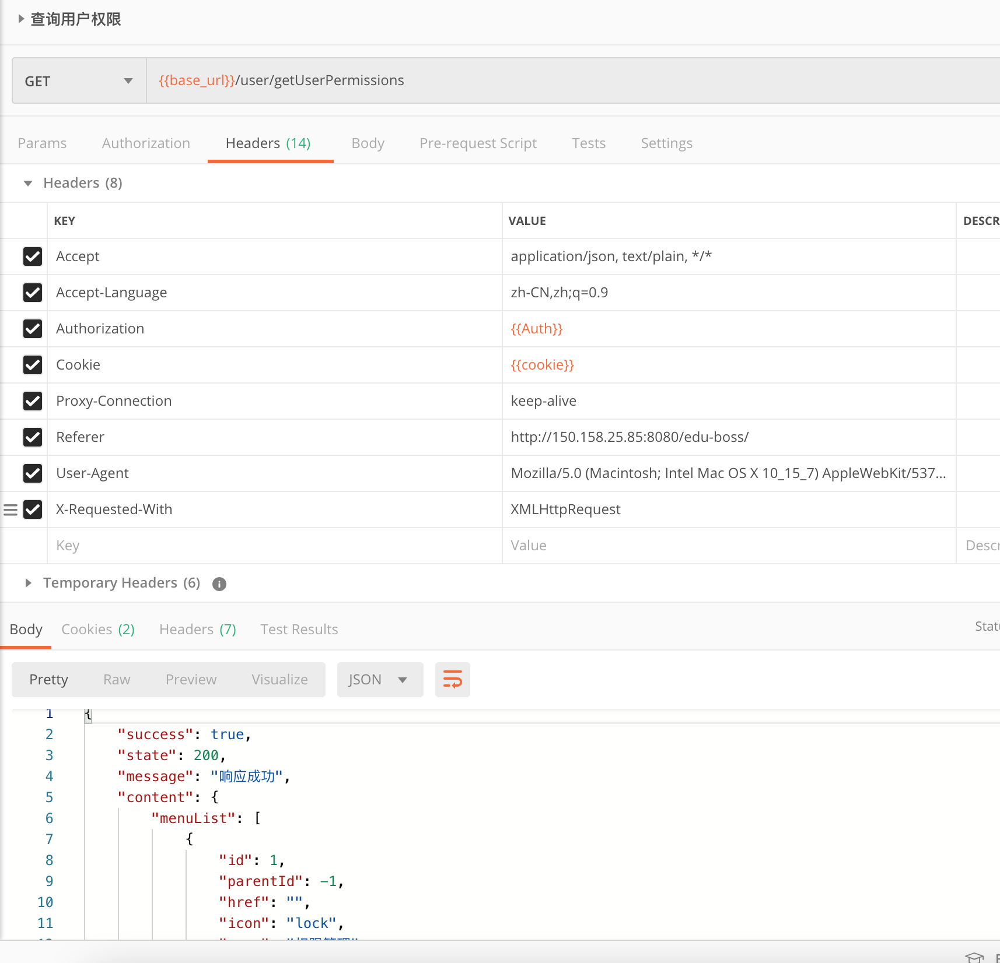 查询用户权限
GET
{{base_url}}/user/getUserPermissions
Params Authorization Headers (14) Body Pre-request Script Tests Settings
Headers (8)
KEY VALUE DESCR
Accept application/json, text/plain, */*
Accept-Language zh-CN,zh;q=0.9
Authorization {{Auth}}
Cookie {{cookie}}
Proxy-Connection keep-alive
Referer http://150.158.25.85:8080/edu-boss/
User-Agent Mozilla/5.0 (Macintosh; Intel Mac OS X 10_15_7) AppleWebKit/537...
X-Requested-With XMLHttpRequest
Key Value Descr
Temporary Headers (6)
Body Cookies (2) Headers (7) Test Results Statu
Pretty Raw Preview Visualize JSON
1 {
2 "success": true,
3 "state": 200,
4 "message": "响应成功",
5 "content": {
6 "menuList": [
7 {
8 "id": 1,
9 "parentId": -1,
10 "href": "",
11 "icon": "lock",